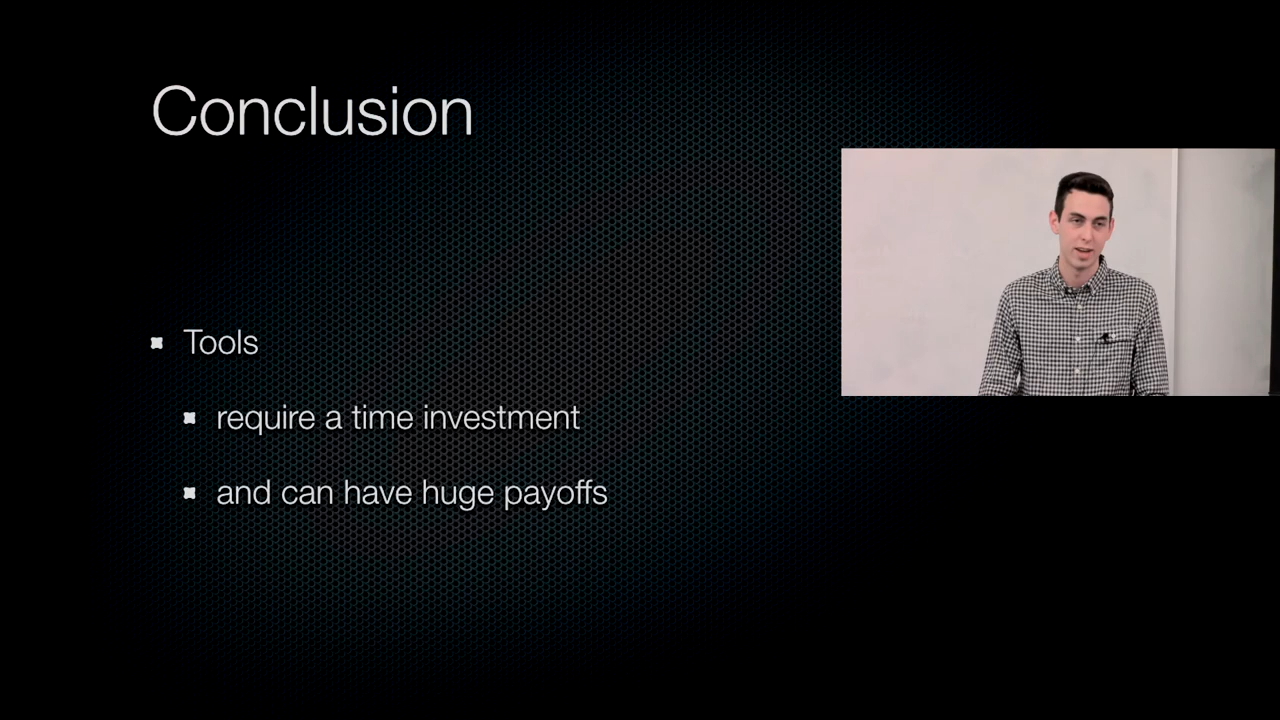 Conclusion
Tools
require a time investment
and can have huge payoffs